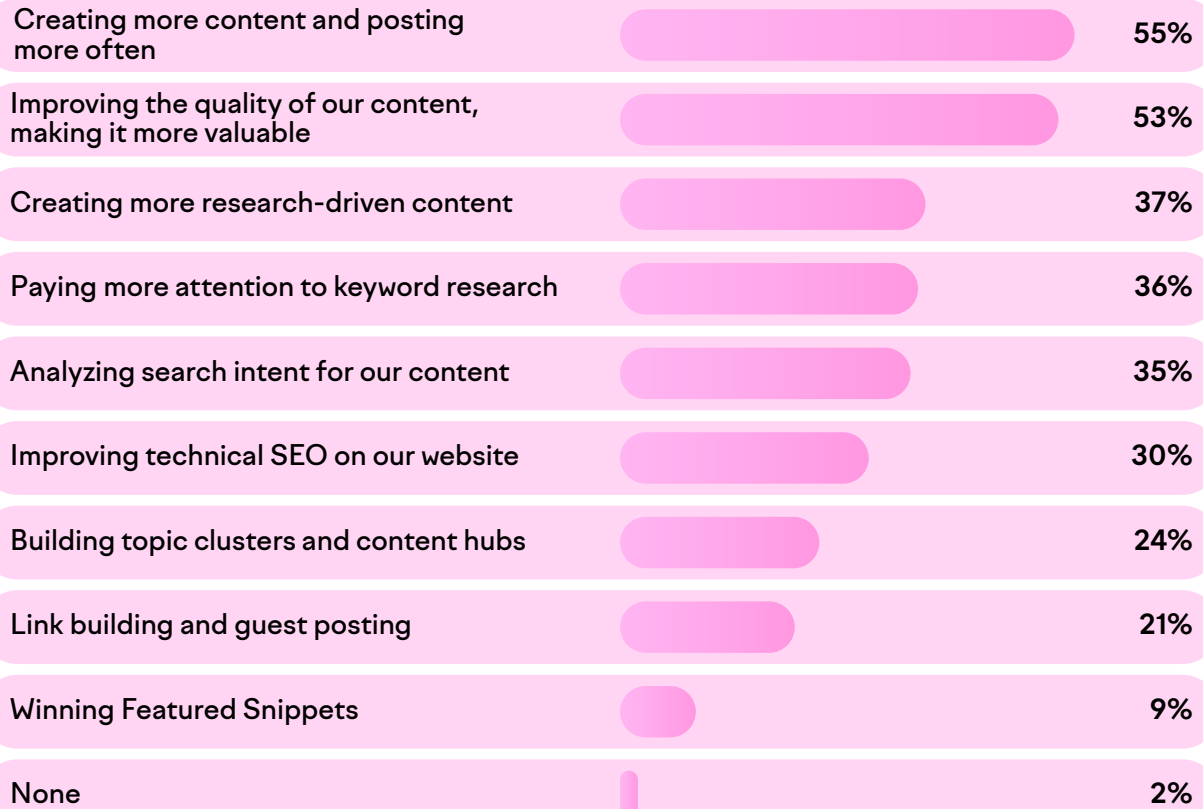 Creating more content and posting
more often
55%
Improving the quality of our content,
making it more valuable
53%
Creating more research-driven content
37%
Paying more attention to keyword research
36%
Analyzing search intent for our content
35%
Improving technical SEO on our website
30%
Building topic clusters and content hubs
24%
Link building and guest posting
21%
Winning Featured Snippets
9%
None
2%